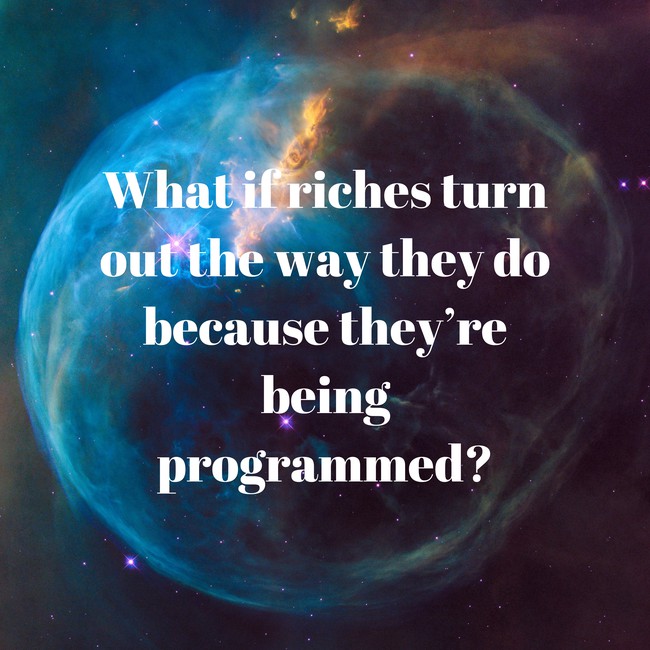 What if riches turn
out the way they do
because they’re
being
programmed?